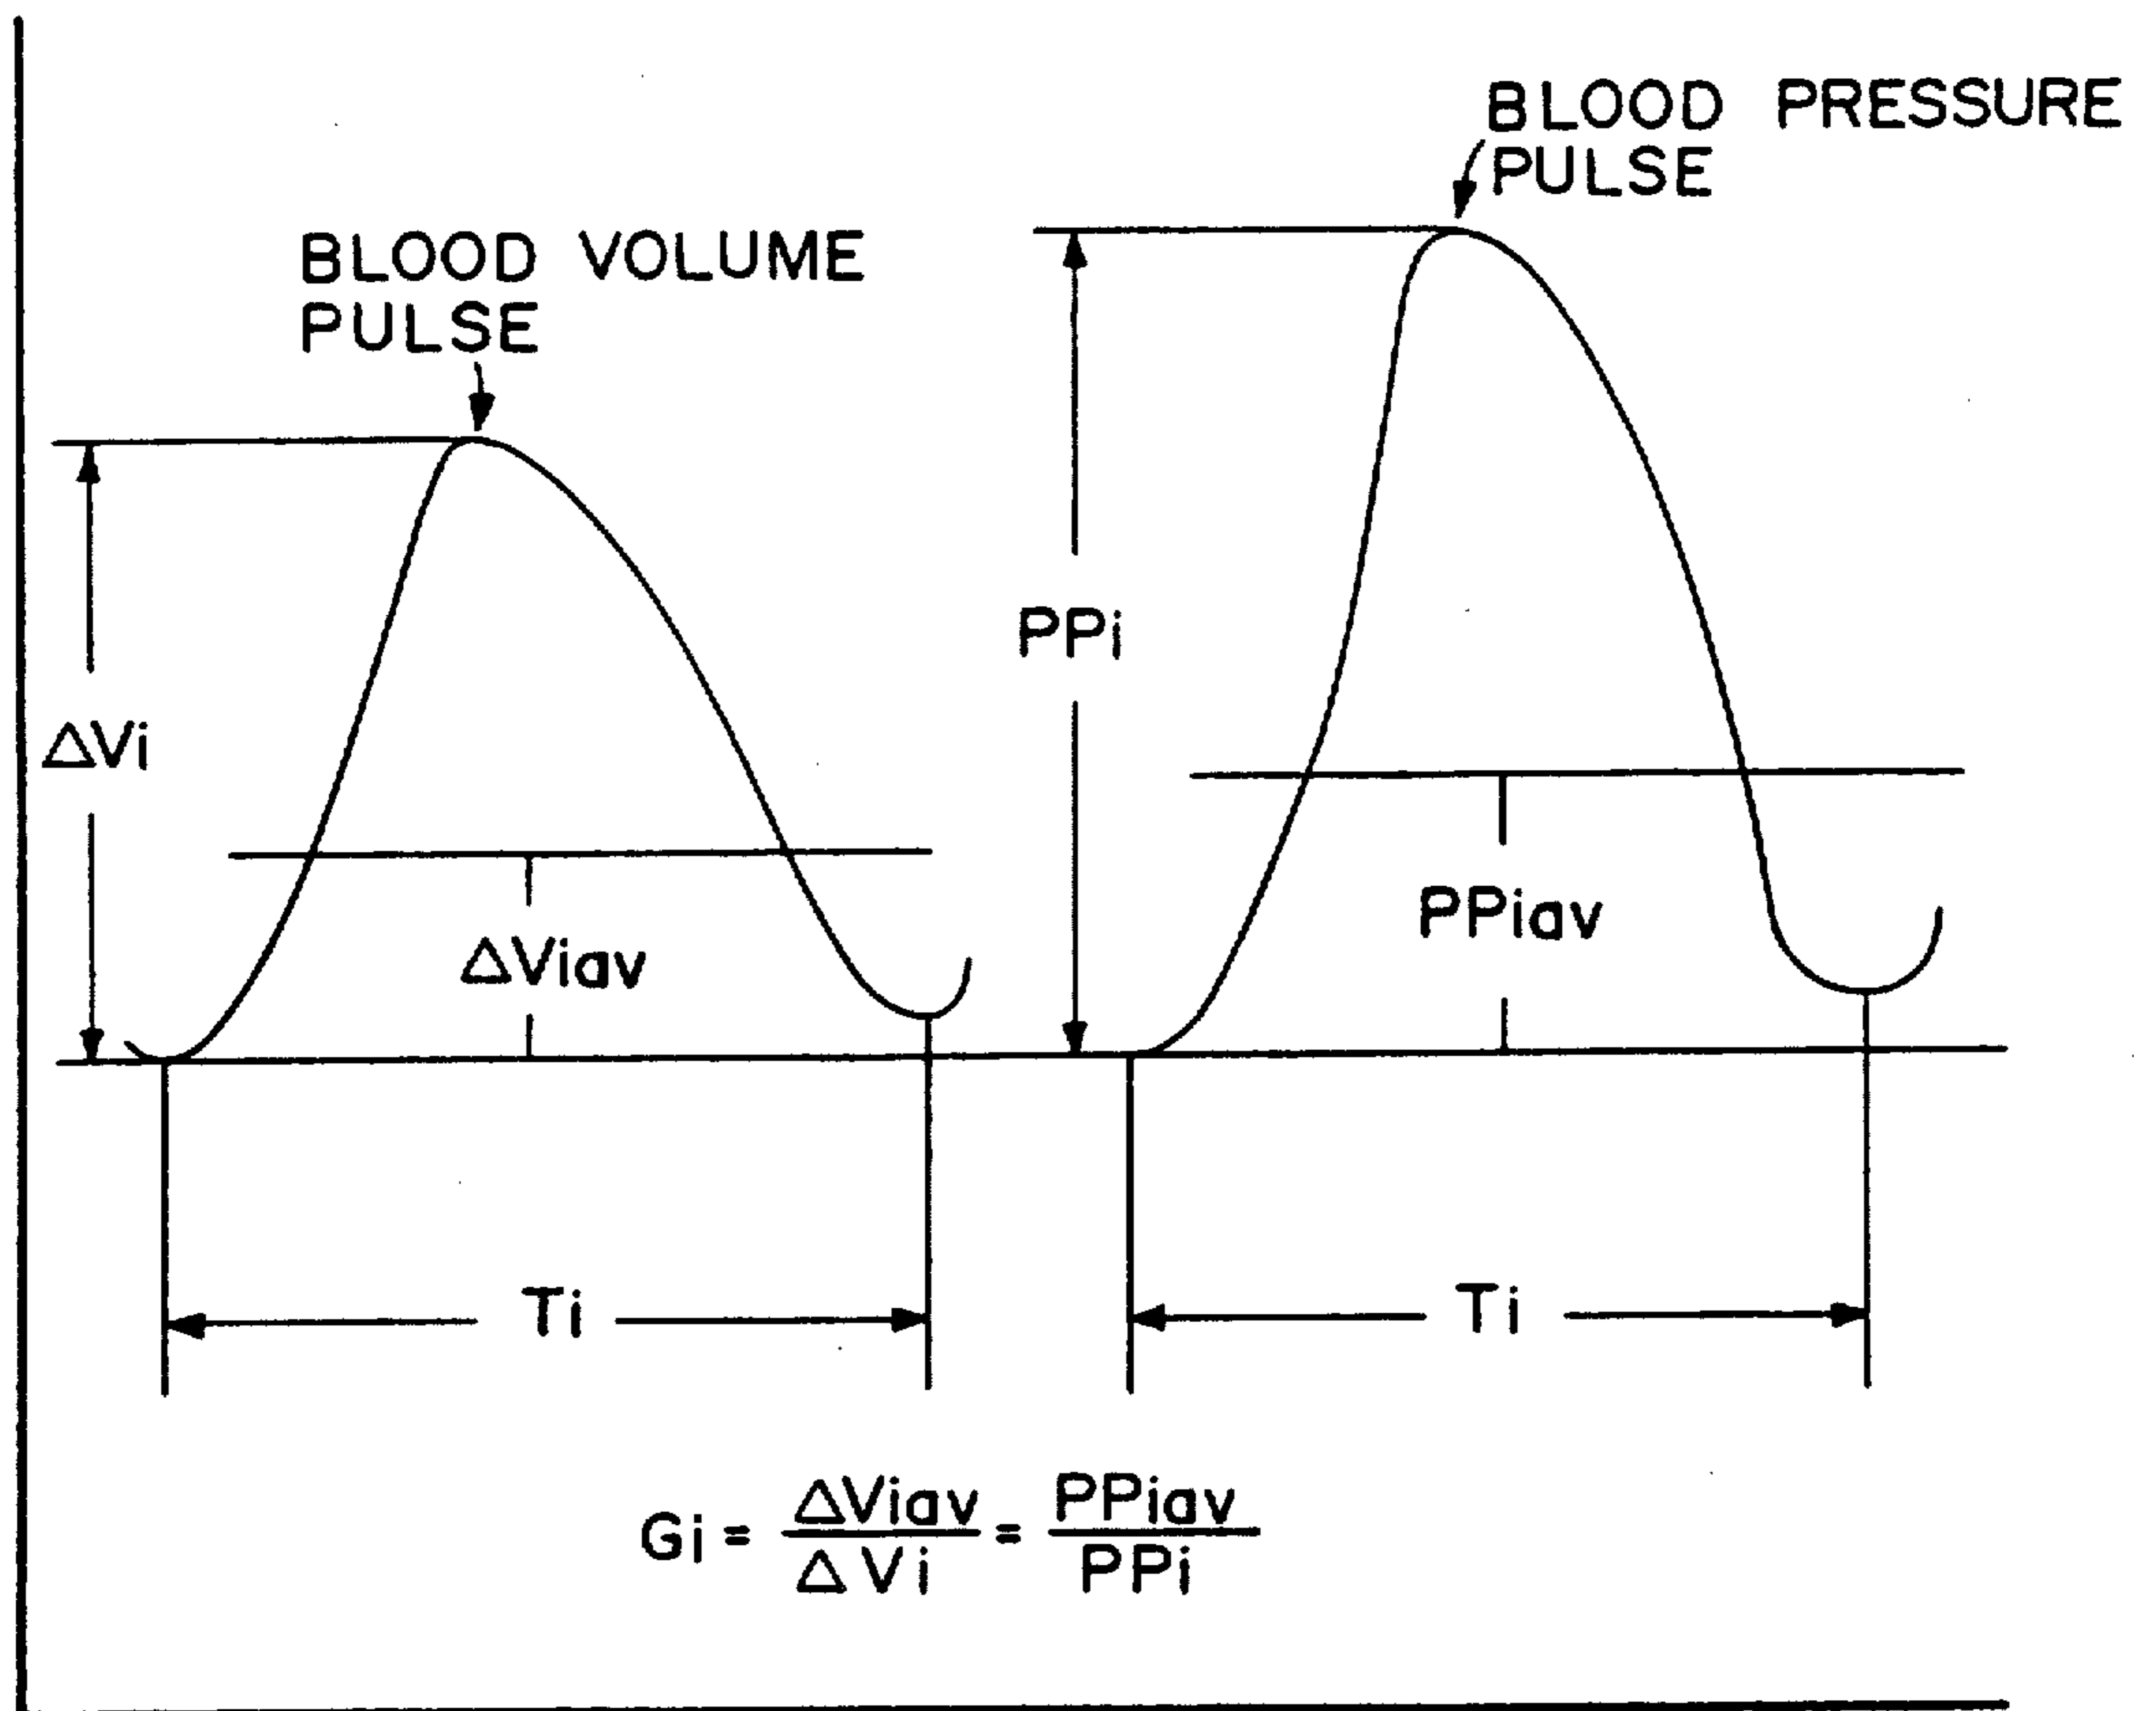 BLOOD PRESSURE
PULSE
BLOOD VOLUME
PULSE
PPi
ΔVi
PPiav
ΔViav
Ti
Ti
Gi = ΔViav/ΔVi = PPiav/PPi